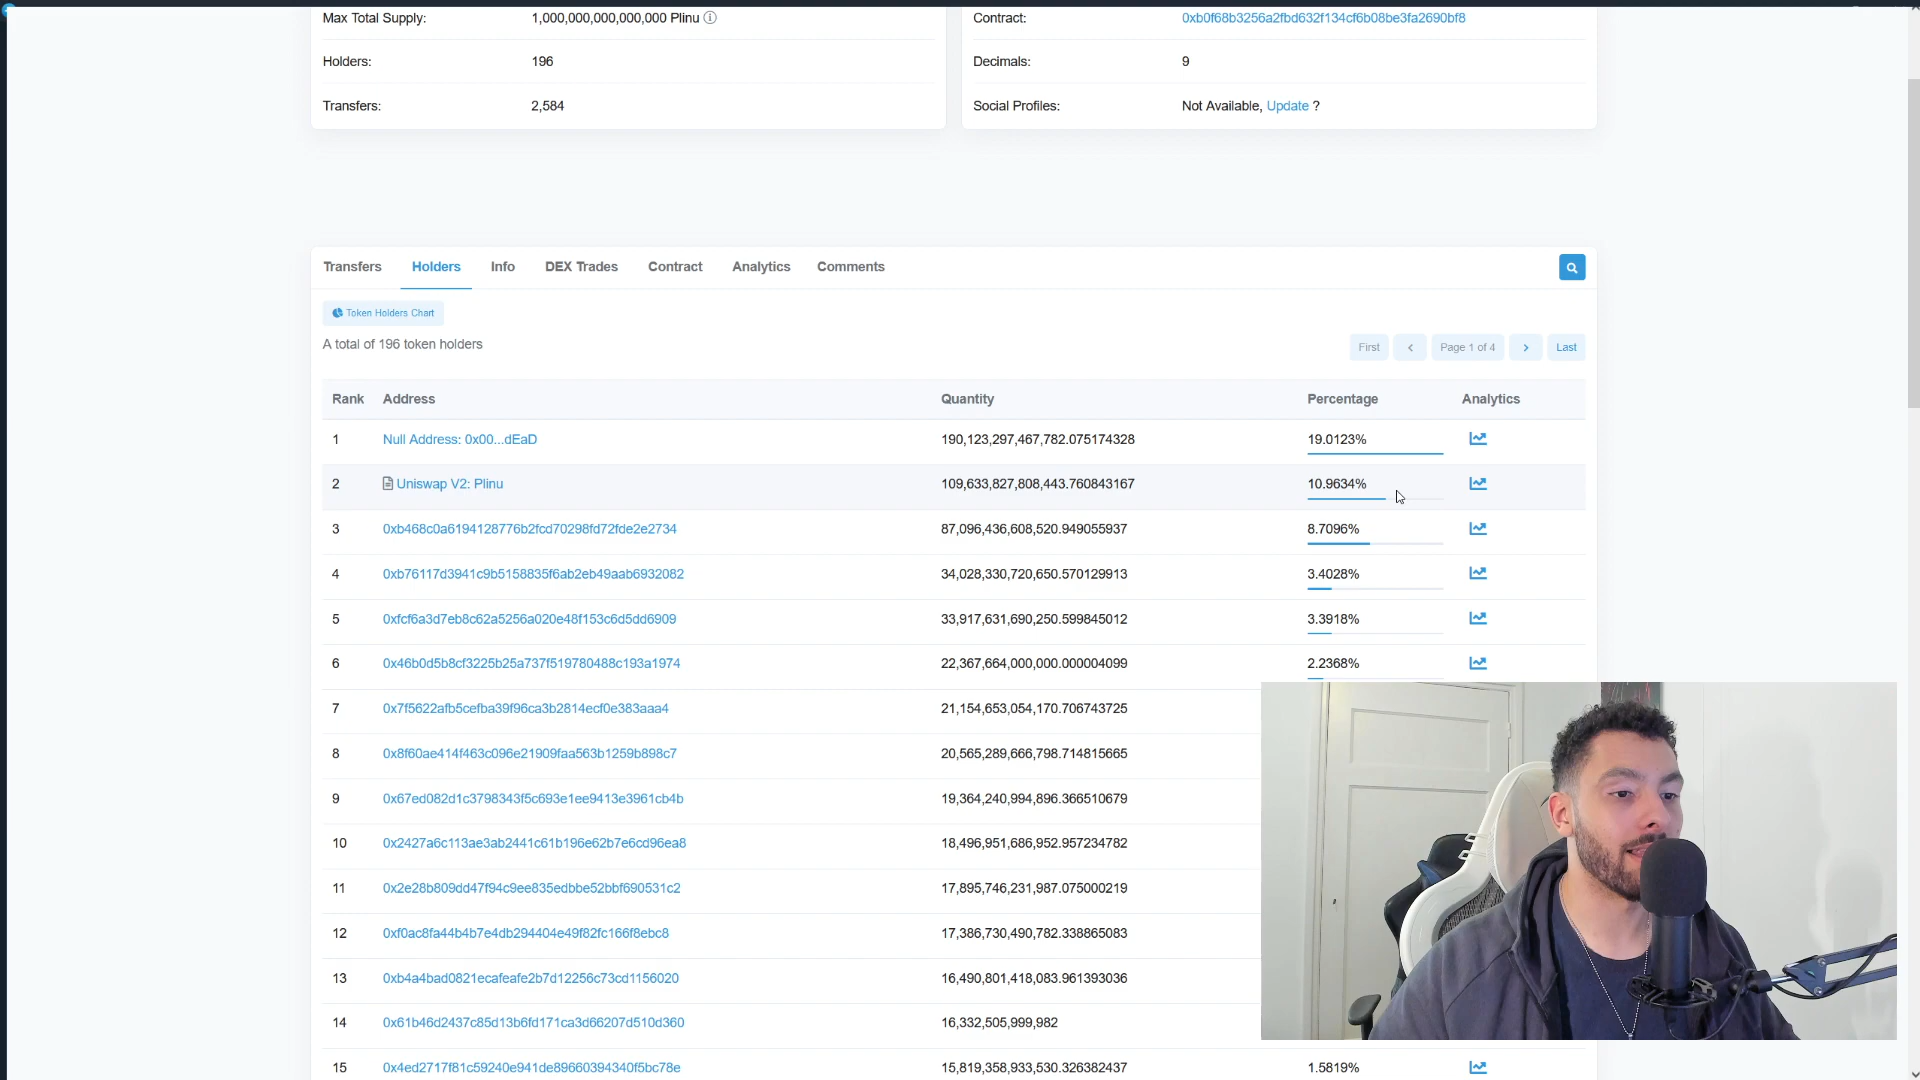 Max Total Supply: 1,000,000,000,000,000 Plinu
Contract: 0xb0f68b3256a2fbd632f134cf6b08be3fa2690bf8
Holders: 196
Decimals: 9
Transfers: 2,584
Social Profiles: Not Available, Update ?
Transfers Holders Info DEX Trades Contract Analytics Comments
Token Holders Chart
A total of 196 token holders
First < Page 1 of 4 > Last
Rank Address Quantity Percentage Analytics
1 Null Address: 0x00...dEaD 190,123,297,467,782.075174328 19.0123%
2 Uniswap V2: Plinu 109,633,827,808,443.760843167 10.9634%
3 0xb468c0a6194128776b2fcd70298fd72fde2e2734 87,096,436,608,520.949055937 8.7096%
4 0xb76117d3941c9b5158835f6ab2eb49aab6932082 34,028,330,720,650.570129913 3.4028%
5 0xfcf6a3d7eb8c62a5256a020e48f153c6d5dd6909 33,917,631,690,250.599845012 3.3918%
6 0x46b0d5b8cf3225b25a737f519780488c193a1974 22,367,664,000,000.000004099 2.2368%
7 0x7f5622afb5cefba39f96ca3b2814ecf0e383aaa4 21,154,653,054,170.706743725
8 0x8f60ae414f463c096e21909faa563b1259b898c7 20,565,289,666,798.714815665
9 0x67ed082d1c3798343f5c693e1ee9413e3961cb4b 19,364,240,994,896.366510679
10 0x2427a6c113ae3ab2441c61b196e62b7e6cd96ea8 18,496,951,686,952.957234782
11 0x2e28b809dd47f94c9ee835edbbe52bbf690531c2 17,895,746,231,987.075000219
12 0xf0ac8fa44b4b7e4db294404e49f82fc166f8ebc8 17,386,730,490,782.338865083
13 0xb4a4bad0821ecafeafe2b7d12256c73cd1156020 16,490,801,418,083.961393036
14 0x61b46d2437c85d13b6fd171ca3d66207d510d360 16,332,505,999,982
15 0x4ed2717f81c59240e941de89660394340f5bc78e 15,819,358,933,530.326382437 1.5819%